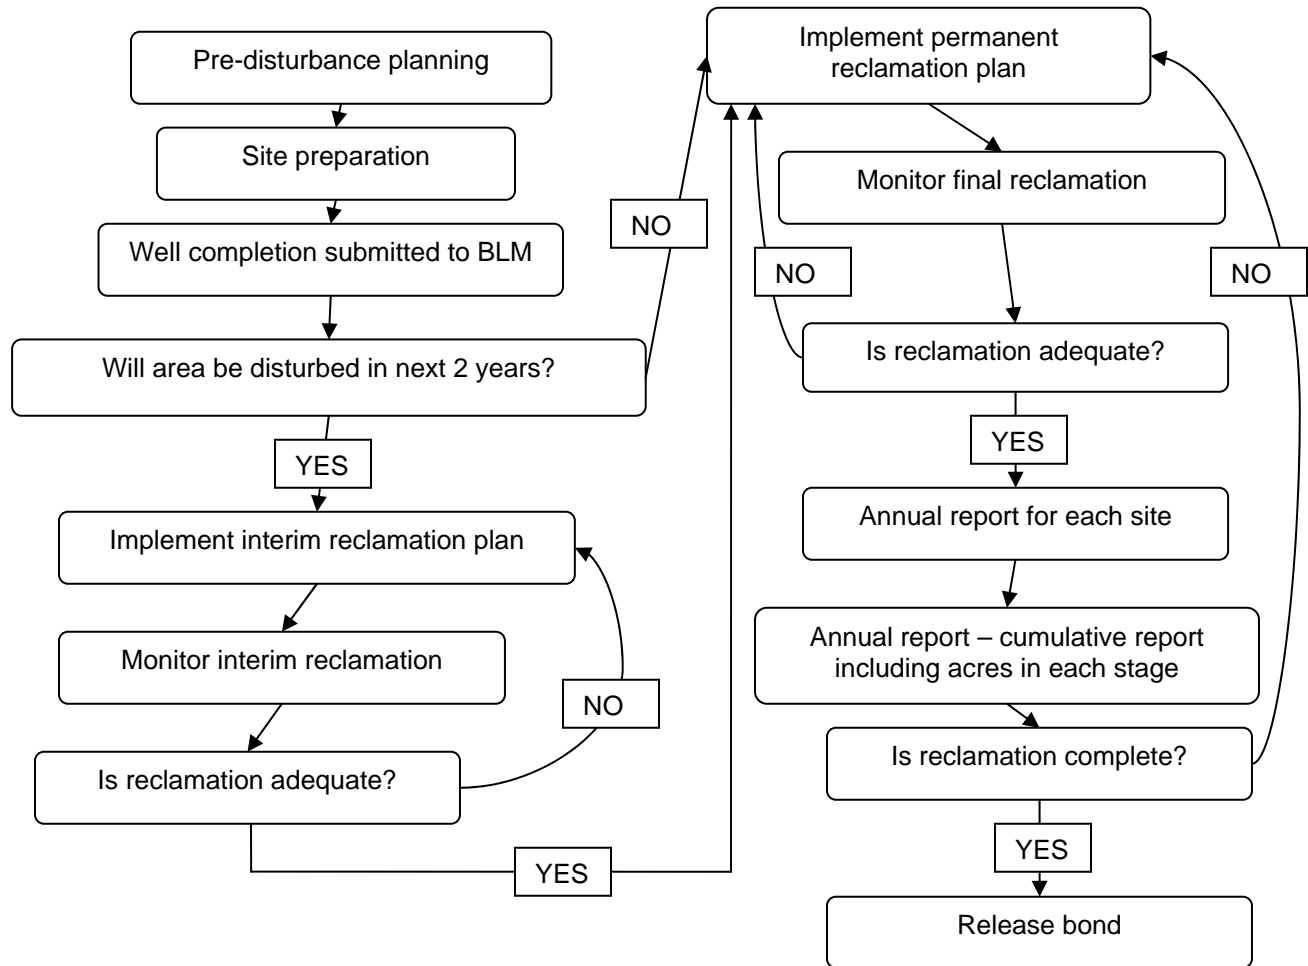 Pre-disturbance planning
Site preparation
Well completion submitted to BLM
Will area be disturbed in next 2 years?
NO
YES
Implement interim reclamation plan
Monitor interim reclamation
NO
Is reclamation adequate?
YES
Implement permanent
reclamation plan
Monitor final reclamation
NO
NO
Is reclamation adequate?
YES
Annual report for each site
Annual report – cumulative report
including acres in each stage
Is reclamation complete?
YES
Release bond